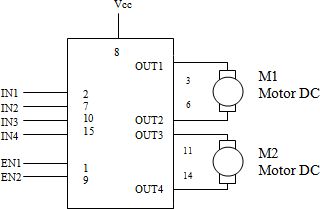 Vcc
8
OUT1
3
M1
Motor DC
IN1
2
IN2
7
6
IN3
10
OUT2
IN4
15
OUT3
11
M2
Motor DC
EN1
1
14
EN2
9
OUT4